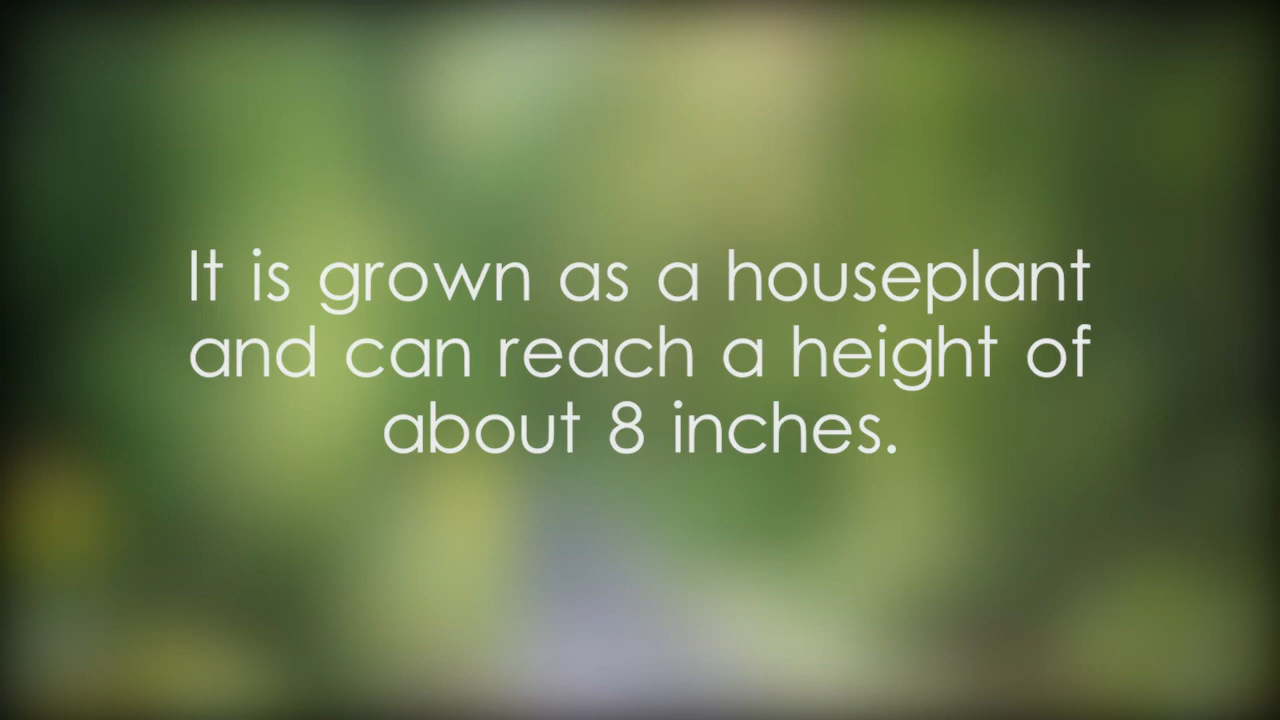 It is grown as a houseplant
and can reach a height of
about 8 inches.